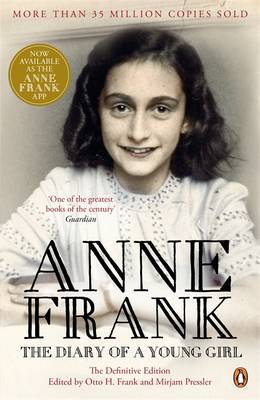 MORE THAN 35 MILLION COPIES SOLD
NOW
AVAILABLE
AS THE
ANNE
FRANK
APP
'One of the greatest
books of the century'
Guardian
ANNE
FRANK
THE DIARY OF A YOUNG GIRL
The Definitive Edition
Edited by Otto H. Frank and Mirjam Pressler